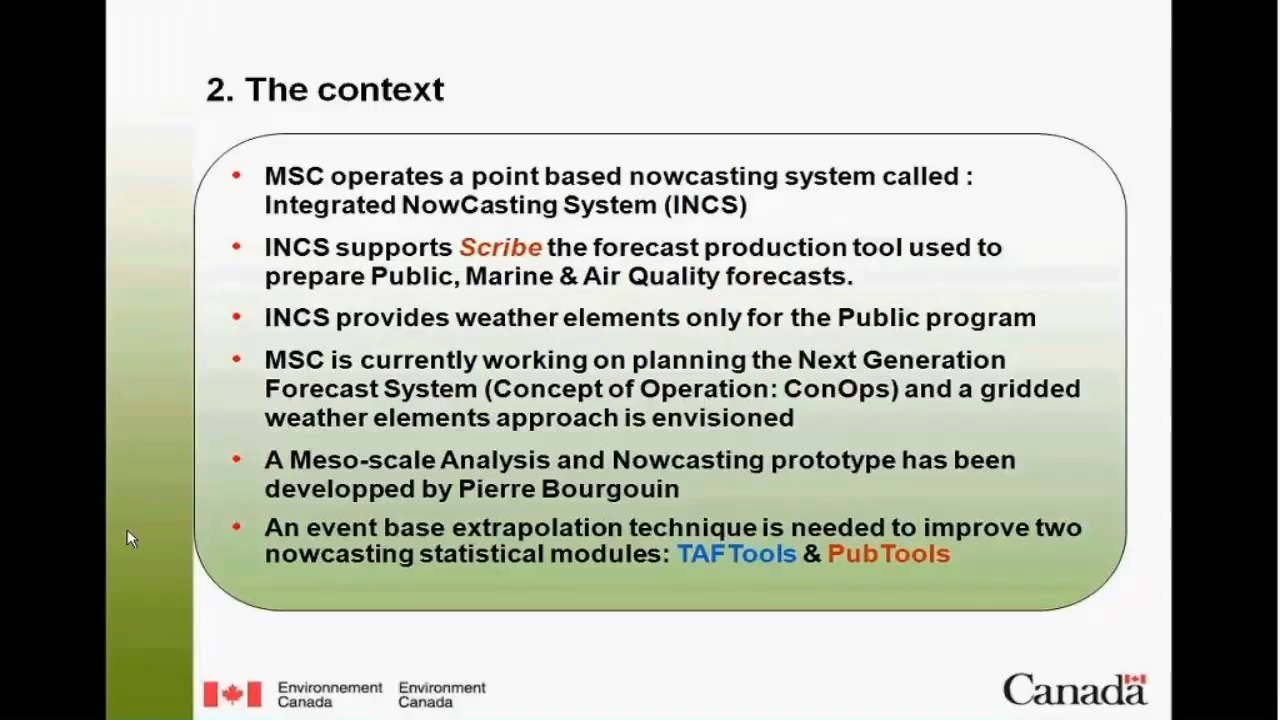 2. The context
• MSC operates a point based nowcasting system called :
Integrated NowCasting System (INCS)
• INCS supports Scribe the forecast production tool used to
prepare Public, Marine & Air Quality forecasts.
• INCS provides weather elements only for the Public program
• MSC is currently working on planning the Next Generation
Forecast System (Concept of Operation: ConOps) and a gridded
weather elements approach is envisioned
• A Meso-scale Analysis and Nowcasting prototype has been
developped by Pierre Bourgouin
• An event base extrapolation technique is needed to improve two
nowcasting statistical modules: TAFTools & PubTools
Environnement Canada
Environment Canada
Canada